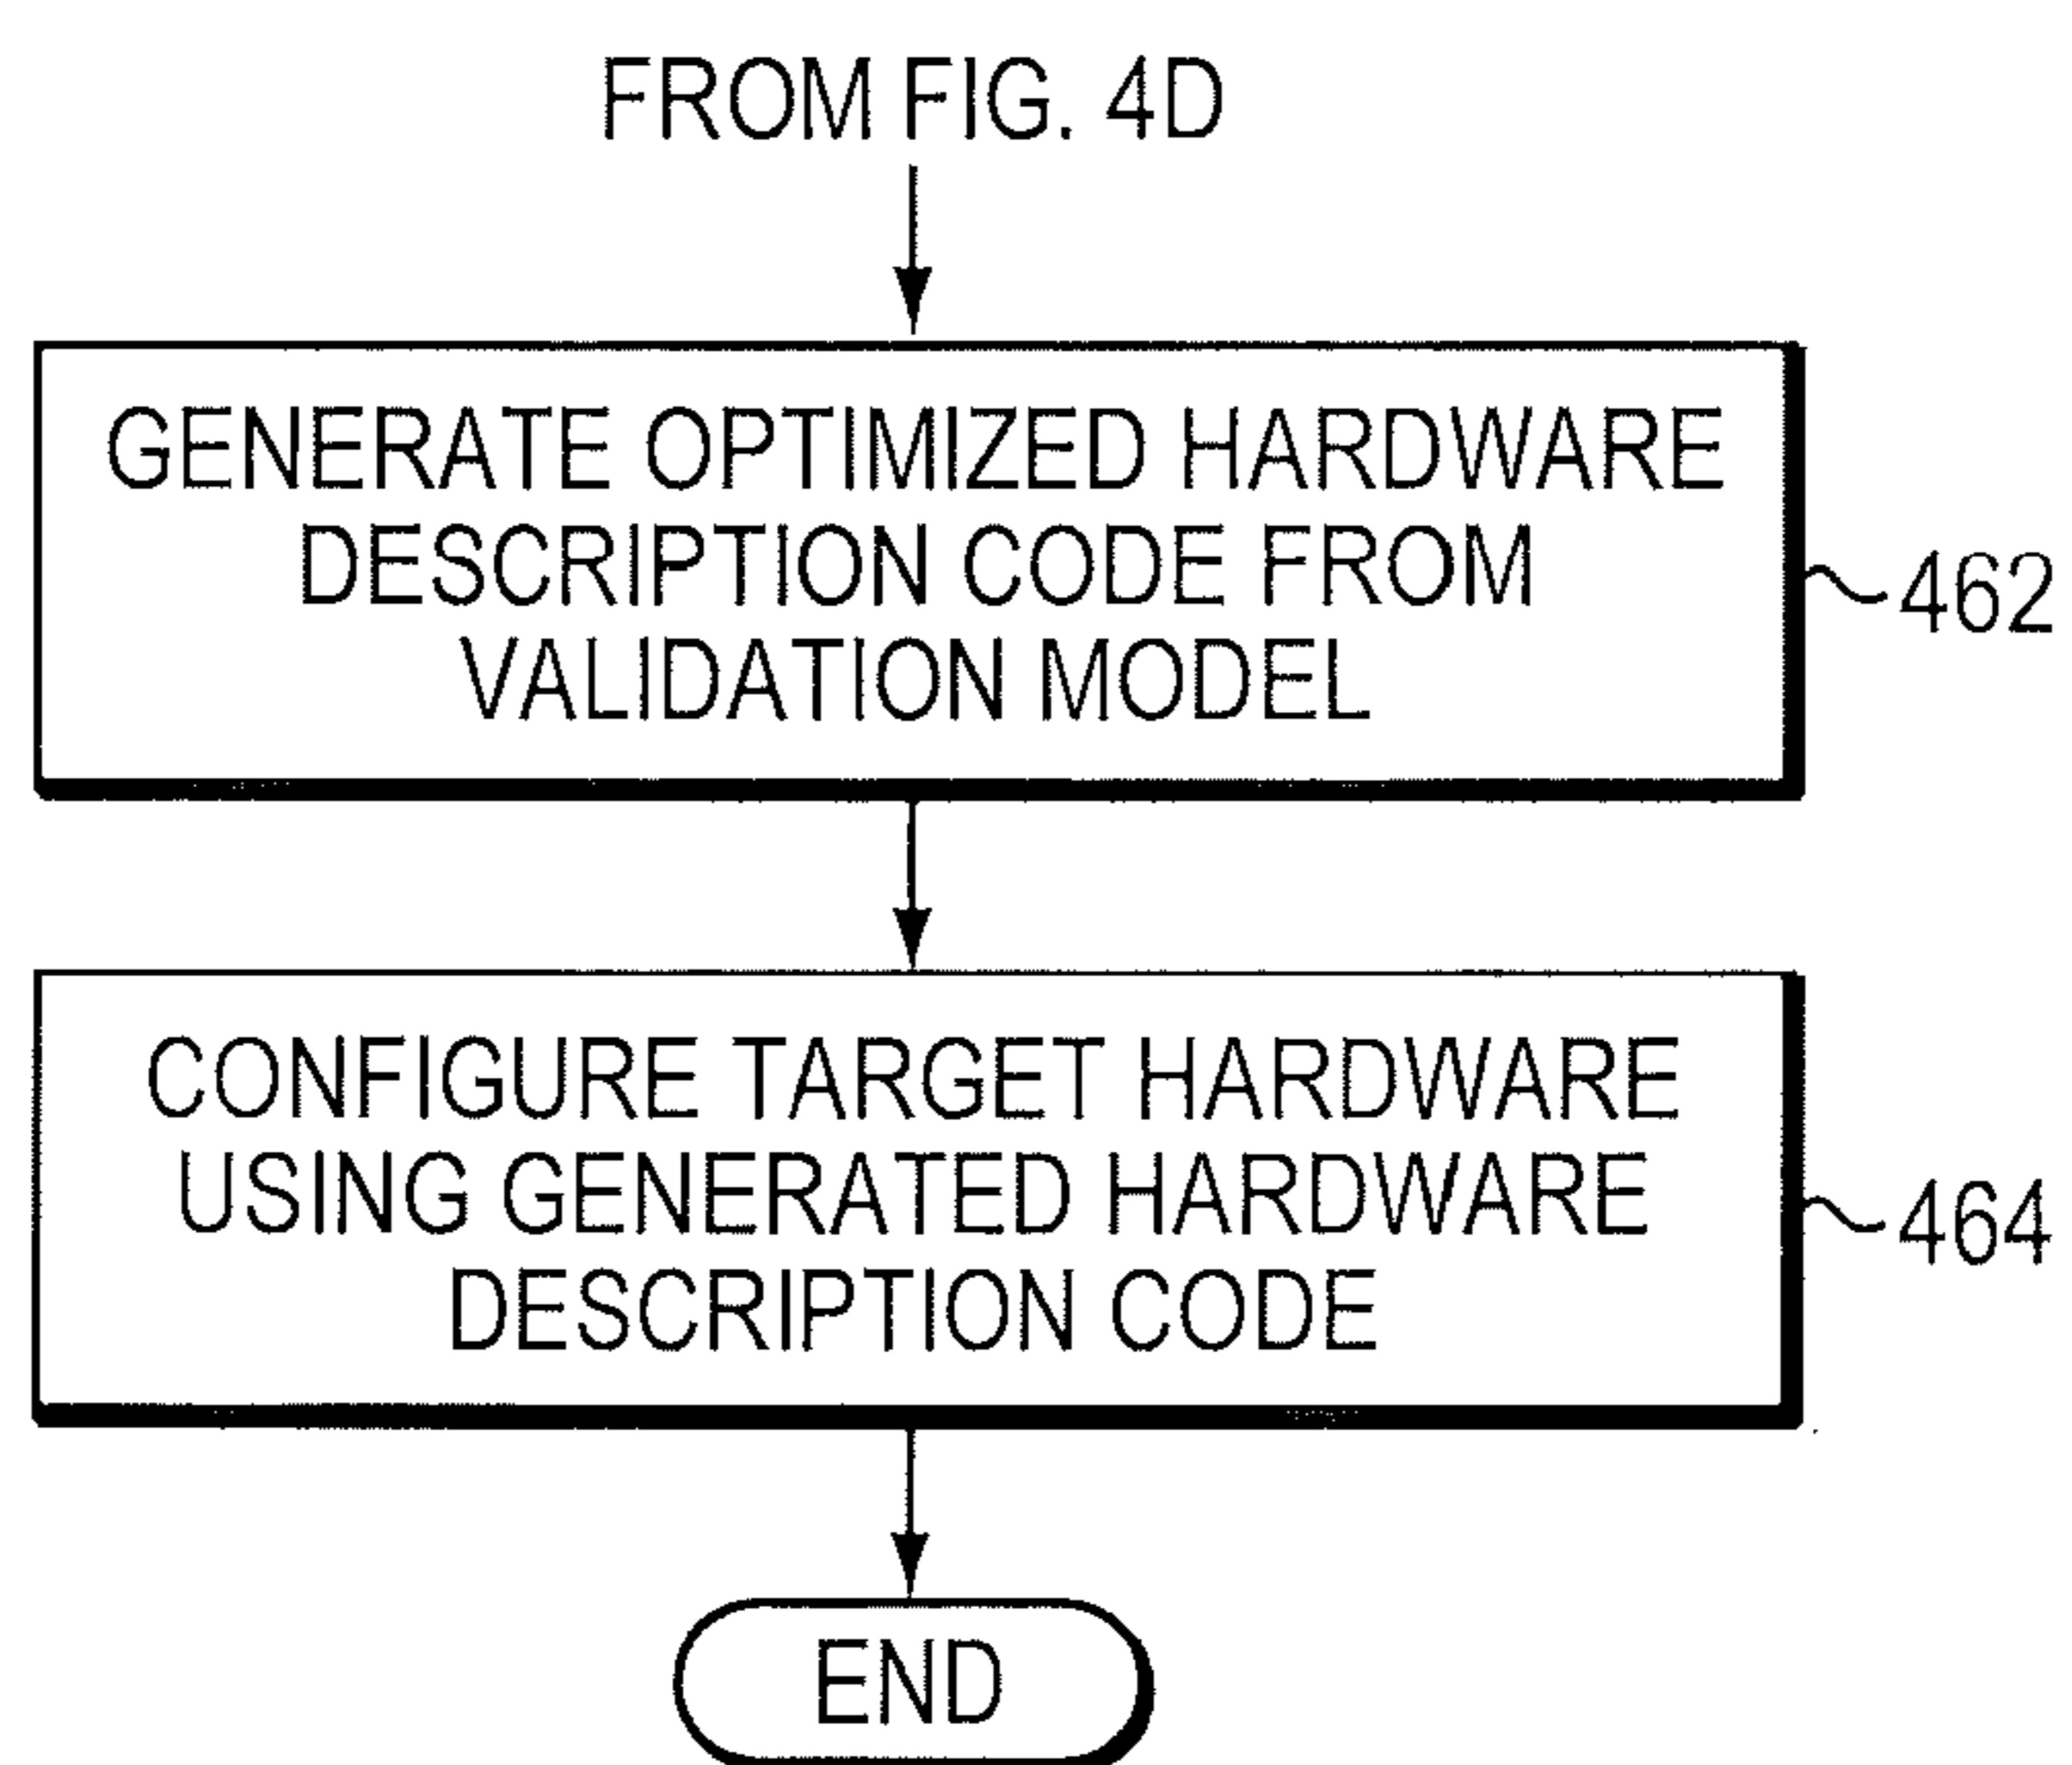 FROM FIG. 4D
GENERATE OPTIMIZED HARDWARE
DESCRIPTION CODE FROM
VALIDATION MODEL
462
CONFIGURE TARGET HARDWARE
USING GENERATED HARDWARE
DESCRIPTION CODE
464
END